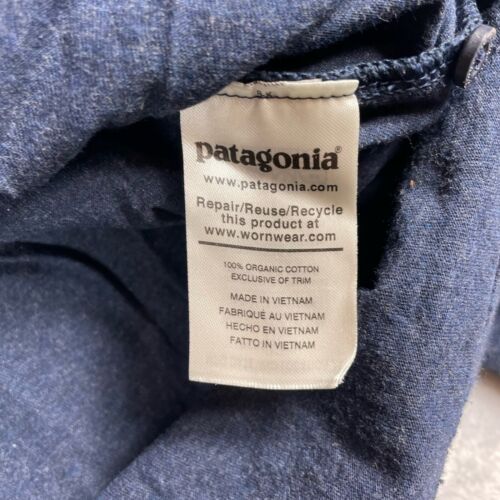 patagonia®
www.patagonia.com
Repair/Reuse/Recycle
this product at
www.wornwear.com
100% ORGANIC COTTON
EXCLUSIVE OF TRIM
MADE IN VIETNAM
FABRIQUÉ AU VIETNAM
HECHO EN VIETNAM
FATTO IN VIETNAM